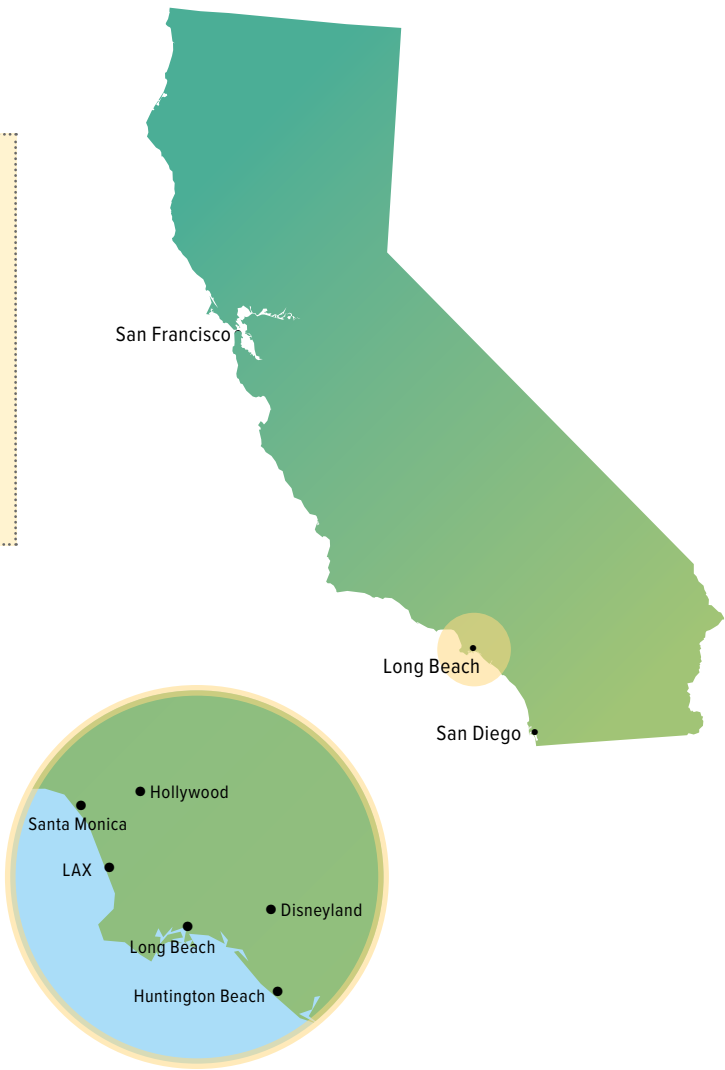 San Francisco
Long Beach
San Diego
Hollywood
Santa Monica
LAX
Disneyland
Long Beach
Huntington Beach